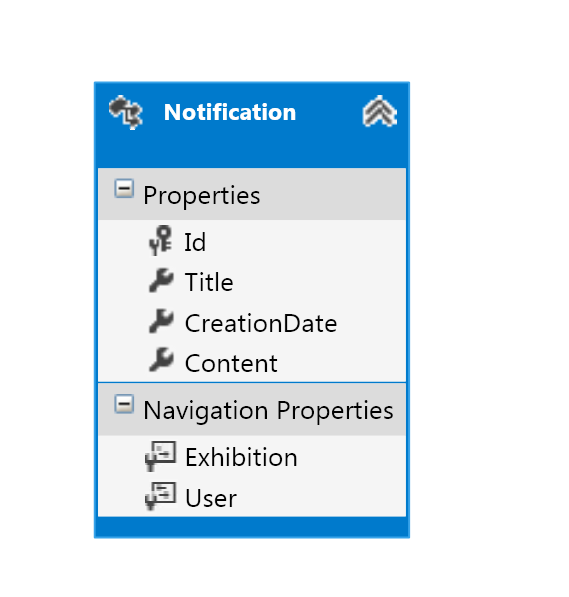 Notification
Properties
Id
Title
CreationDate
Content
Navigation Properties
Exhibition
User